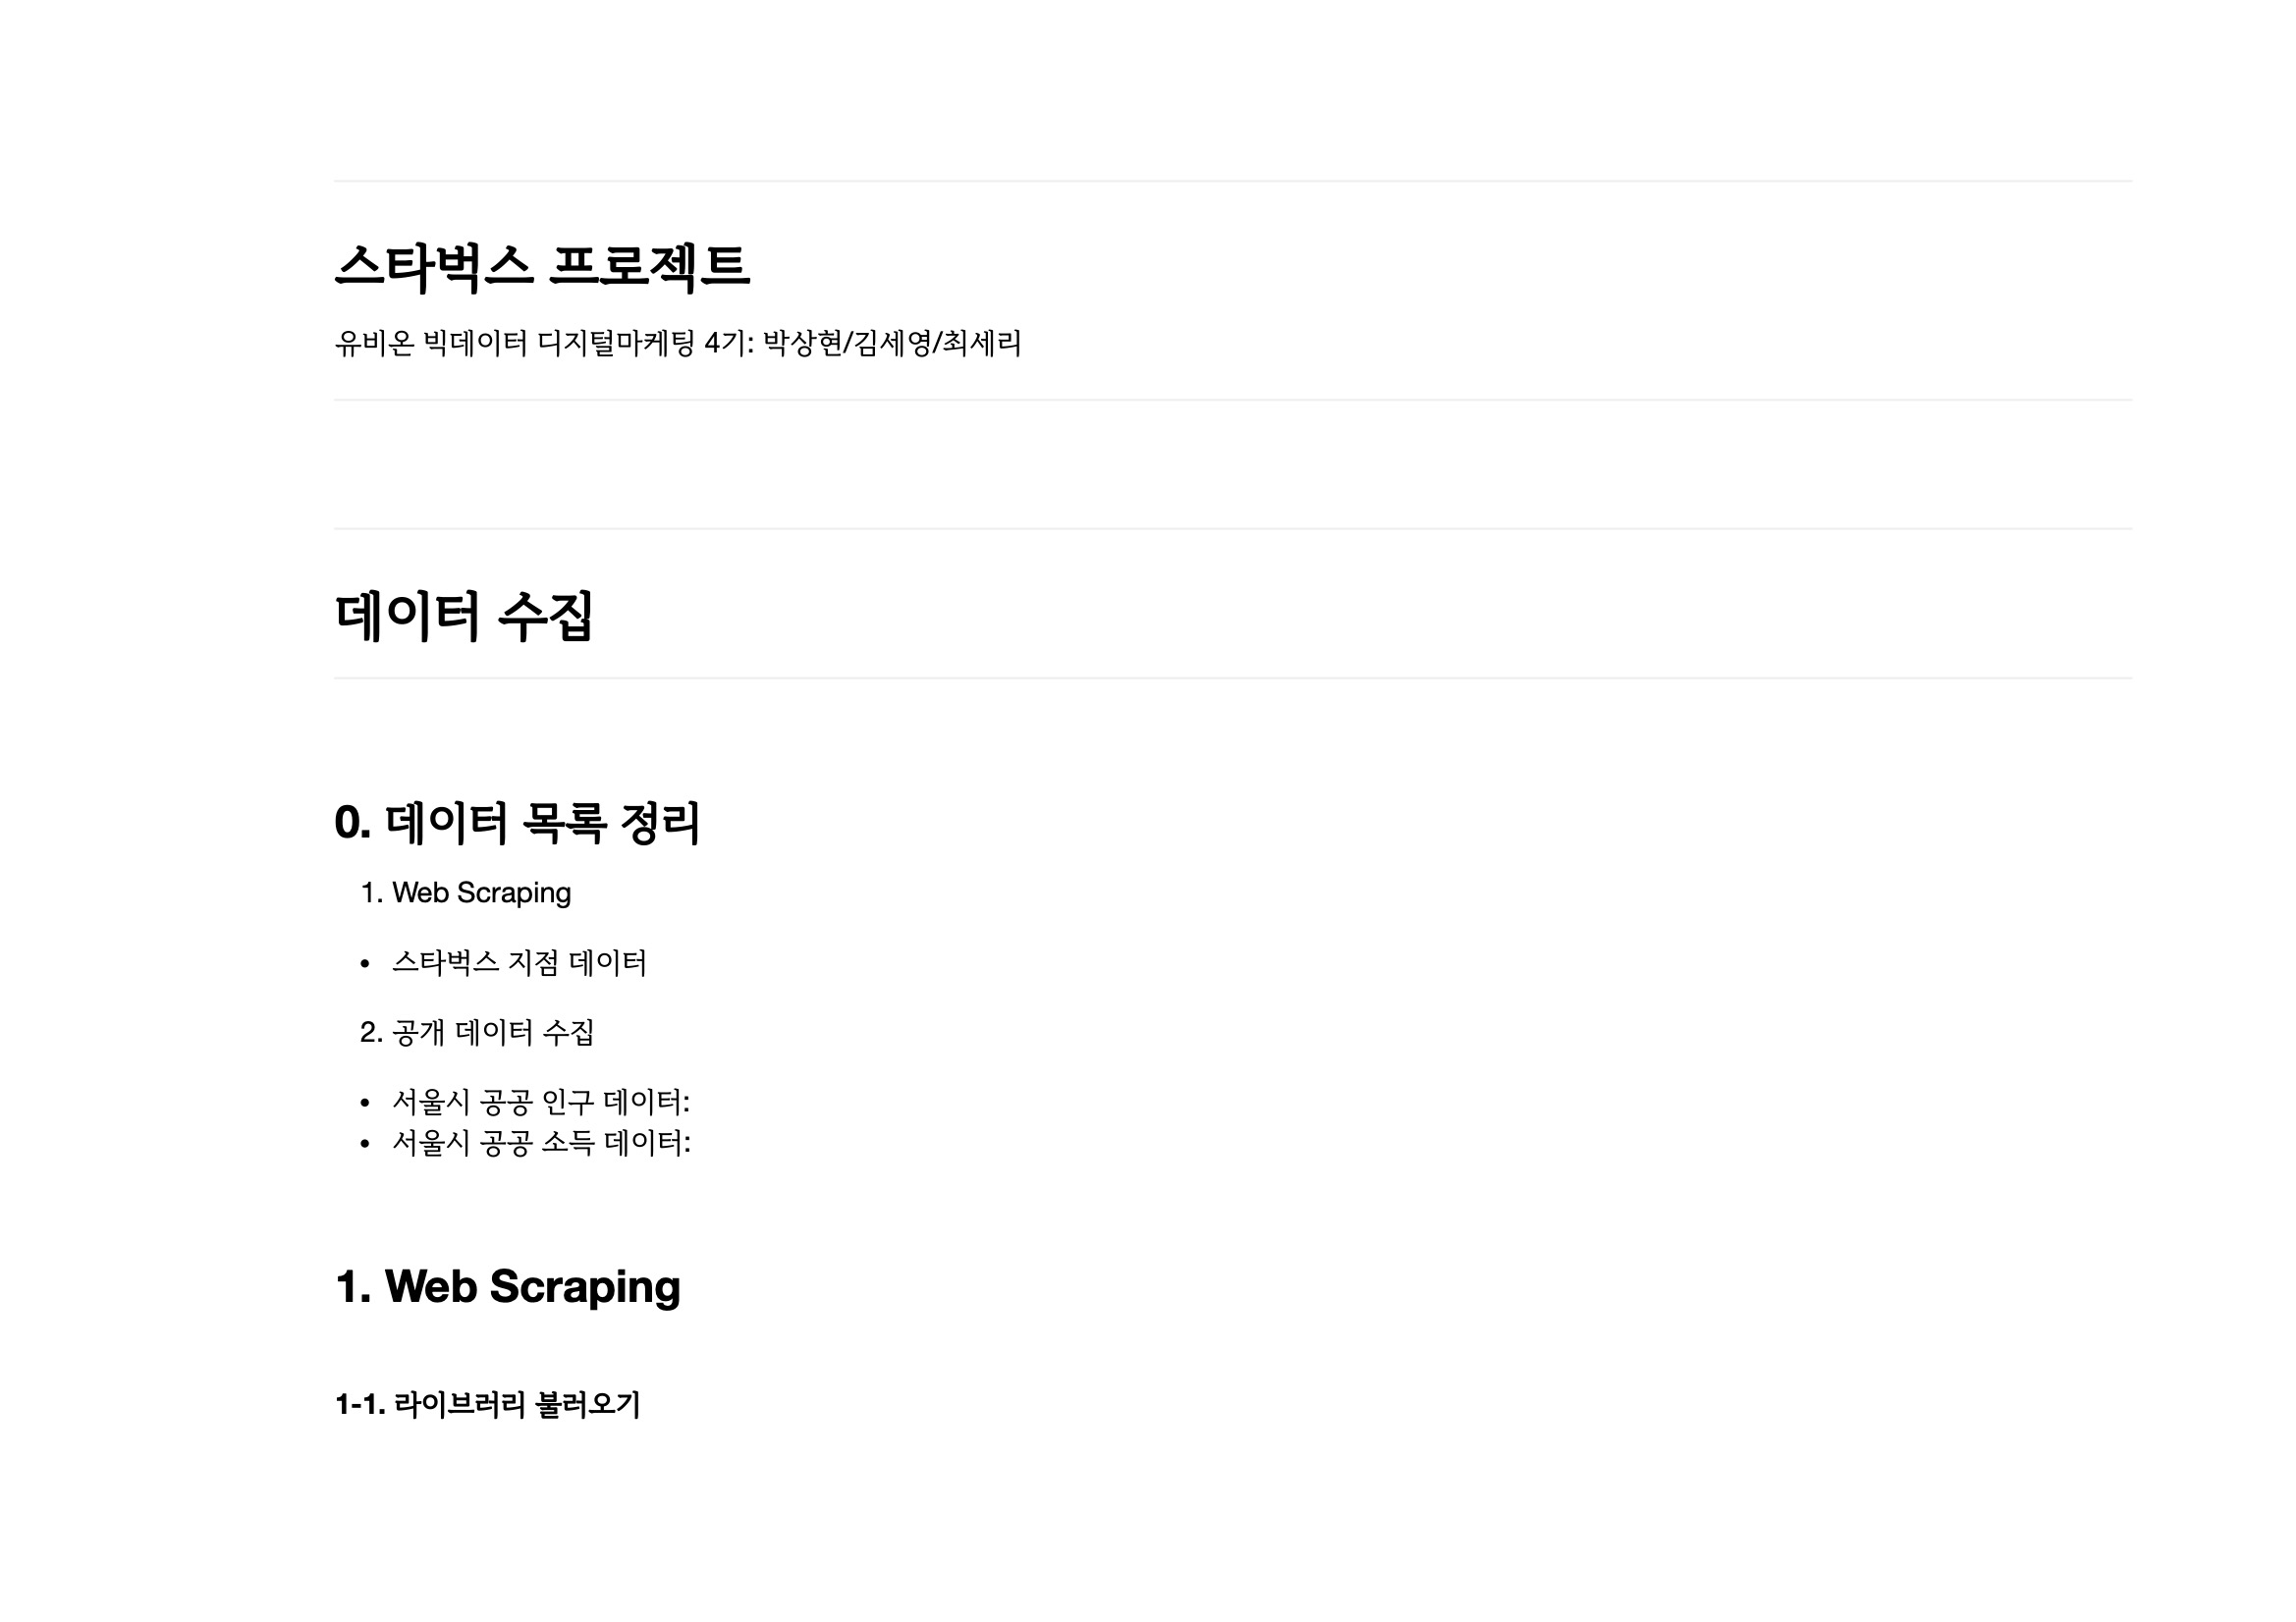 스타벅스 프로젝트
유비온 빅데이터 디지털마케팅 4기: 박상현/김세영/최세리
데이터 수집
0. 데이터 목록 정리
1. Web Scraping
• 스타벅스 지점 데이터
2. 공개 데이터 수집
• 서울시 공공 인구 데이터:
• 서울시 공공 소득 데이터:
1. Web Scraping
1-1. 라이브러리 불러오기